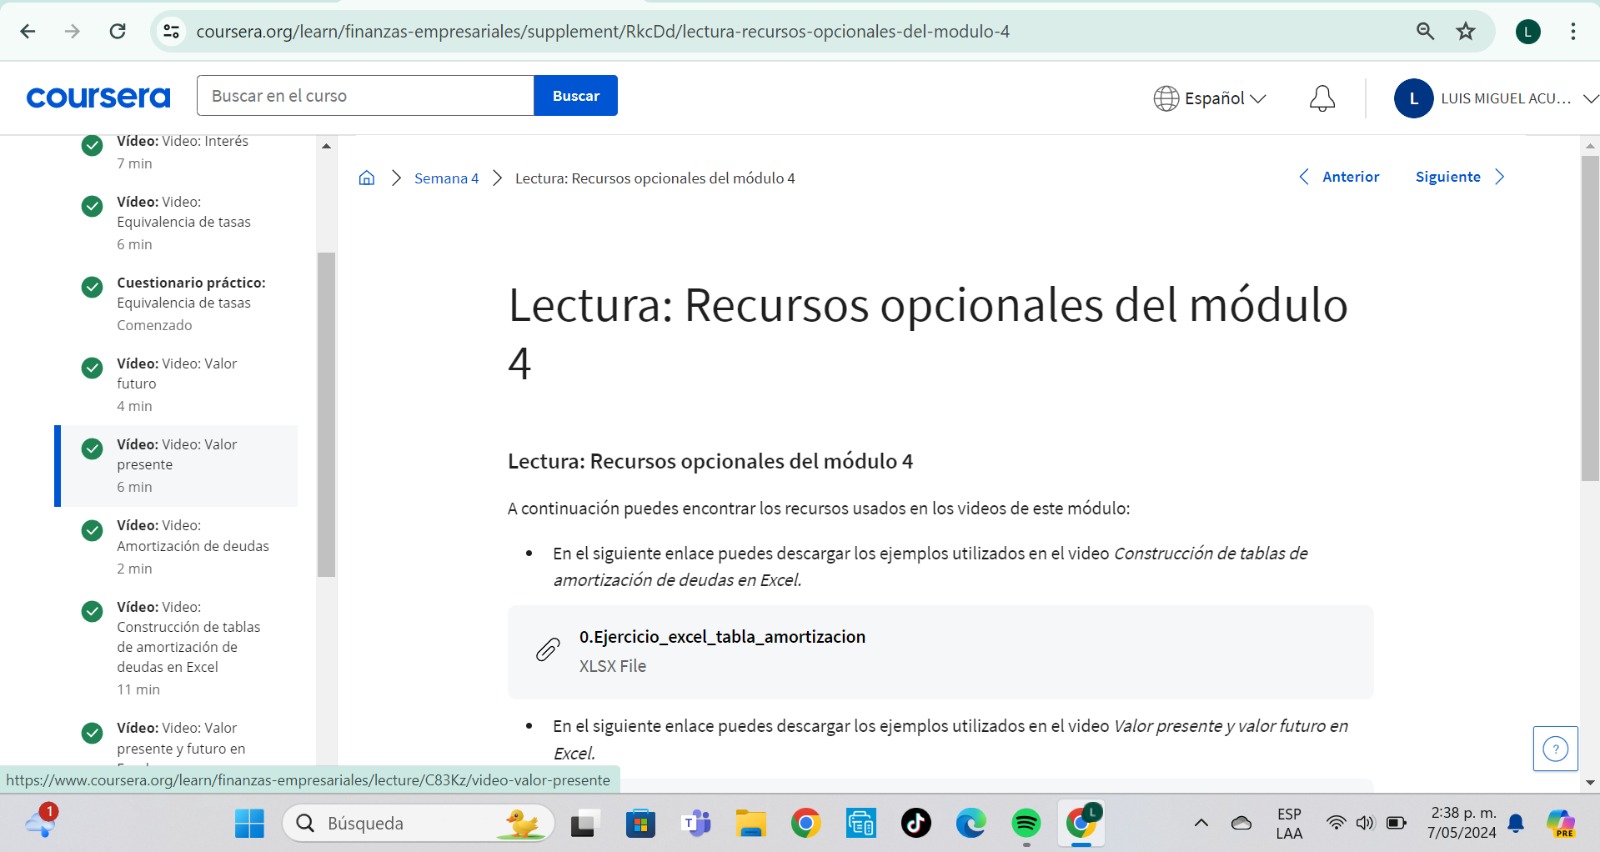 coursera.org/learn/finanzas-empresariales/supplement/RkcDd/lectura-recursos-opcionales-del-modulo-4
L
coursera
Buscar en el curso
Buscar
Español
L
LUIS MIGUEL ACU...
Vídeo: Video: Interés
7 min
Vídeo: Video:
Equivalencia de tasas
6 min
Cuestionario práctico:
Equivalencia de tasas
Comenzado
Vídeo: Video: Valor
futuro
4 min
Vídeo: Video: Valor
presente
6 min
Vídeo: Video:
Amortización de deudas
2 min
Vídeo: Video:
Construcción de tablas
de amortización de
deudas en Excel
11 min
Vídeo: Video: Valor
presente y futuro en
Semana 4
Lectura: Recursos opcionales del módulo 4
Anterior
Siguiente
Lectura: Recursos opcionales del módulo
4
Lectura: Recursos opcionales del módulo 4
A continuación puedes encontrar los recursos usados en los videos de este módulo:
• En el siguiente enlace puedes descargar los ejemplos utilizados en el video Construcción de tablas de
amortización de deudas en Excel.
0.Ejercicio_excel_tabla_amortizacion
XLSX File
• En el siguiente enlace puedes descargar los ejemplos utilizados en el video Valor presente y valor futuro en
Excel.
?
https://www.coursera.org/learn/finanzas-empresariales/lecture/C83Kz/video-valor-presente
1
Búsqueda
T
L
ESP
LAA
2:38 p. m.
7/05/2024
PRE